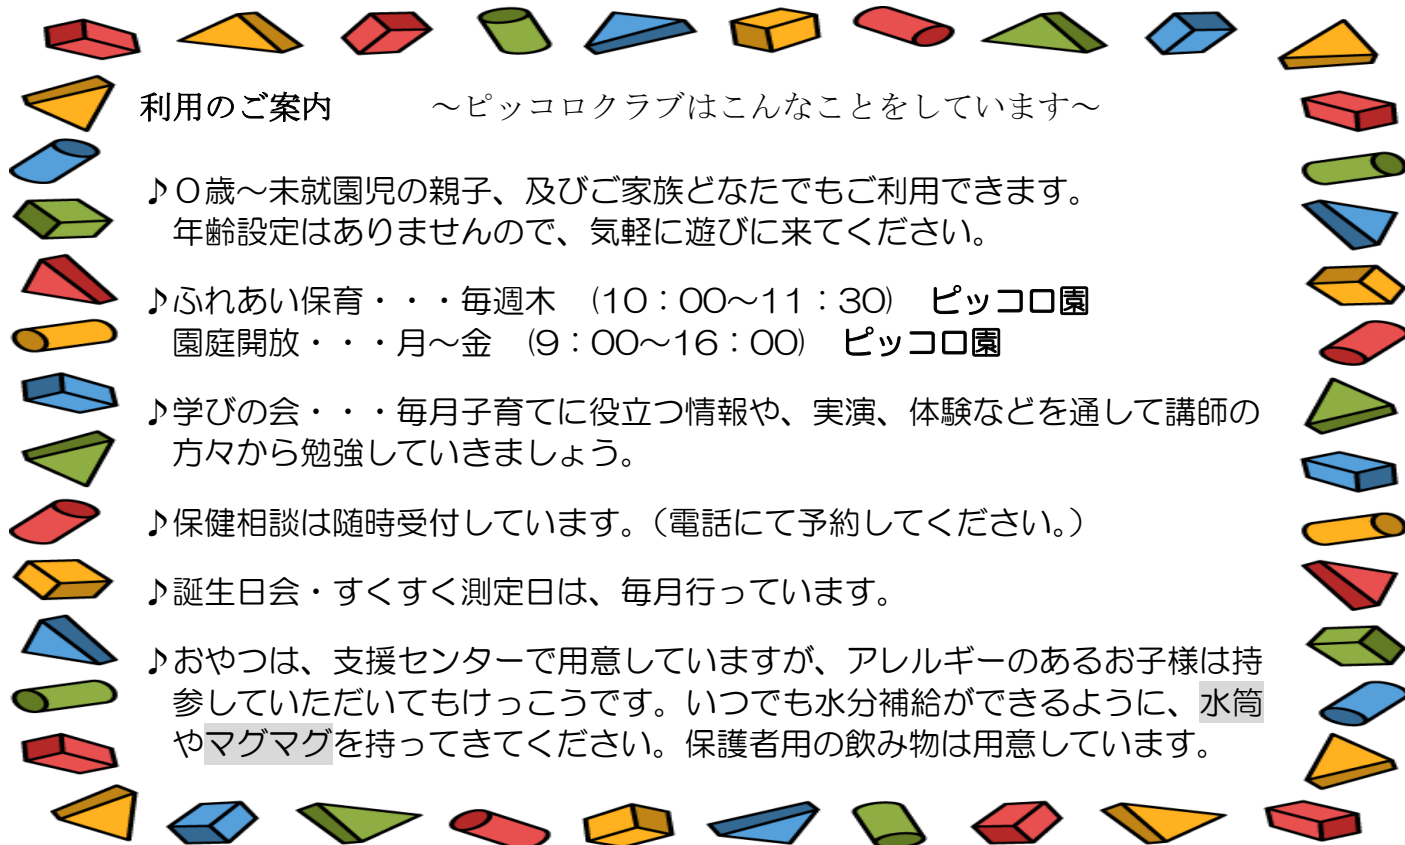 利用のご案内　～ピッコロクラブはこんなことをしています～
♪０歳～未就園児の親子、及びご家族どなたでもご利用できます。
年齢設定はありませんので、気軽に遊びに来てください。
♪ふれあい保育・・・毎週木　(10：00～11：30)　ピッコロ園
園庭開放・・・月～金　(9：00～16：00)　ピッコロ園
♪学びの会・・・毎月子育てに役立つ情報や、実演、体験などを通して講師の
方々から勉強していきましょう。
♪保健相談は随時受付しています。（電話にて予約してください。）
♪誕生日会・すくすく測定日は、毎月行っています。
♪おやつは、支援センターで用意していますが、アレルギーのあるお子様は持
参していただいてもけっこうです。いつでも水分補給ができるように、水筒
やマグマグを持ってきてください。保護者用の飲み物は用意しています。